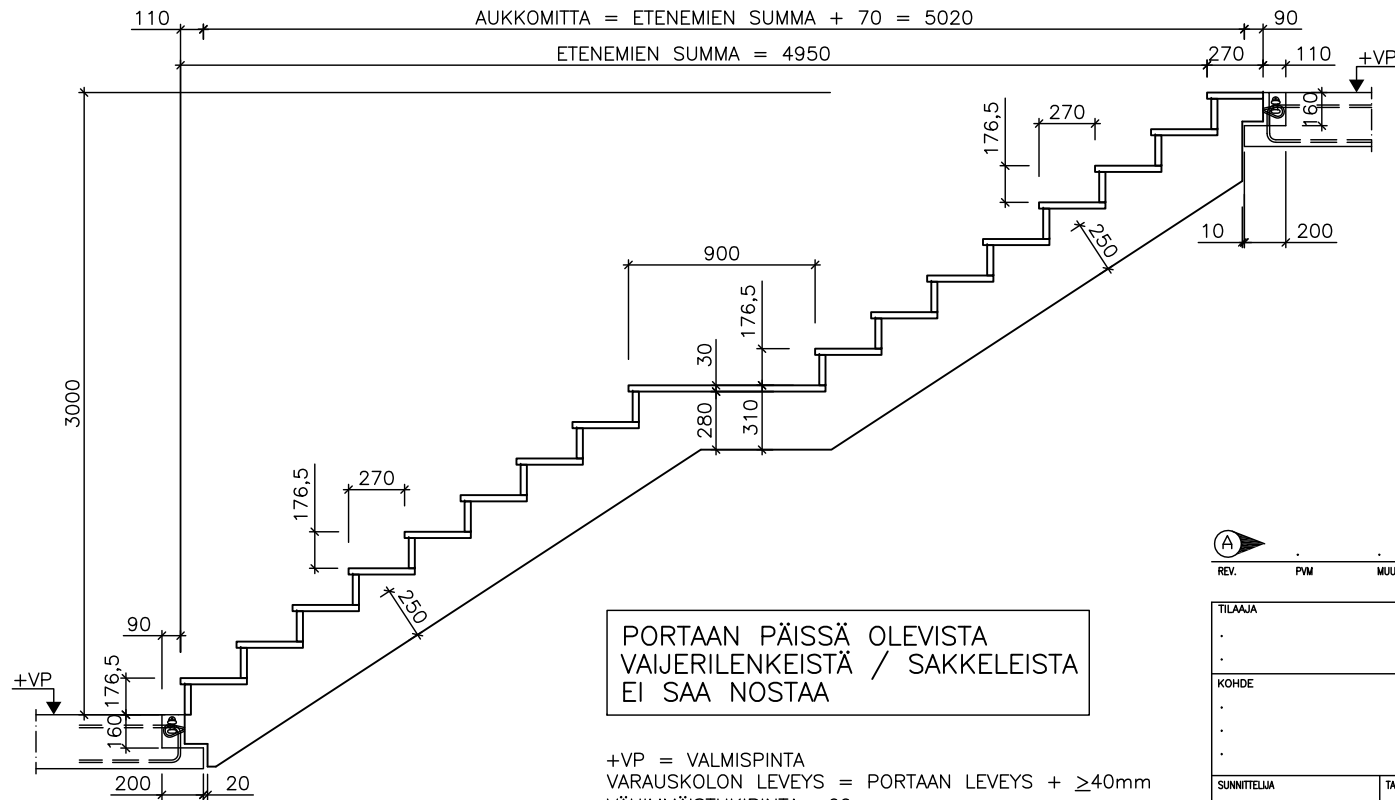 110
AUKKOMITTA = ETENEMIEN SUMMA + 70 = 5020
90
ETENEMIEN SUMMA = 4950
270
110
+VP
160
176,5
270
250
10
200
900
176,5
30
280
310
3000
176,5
270
250
90
+VP
176,5
160
200
20
PORTAAN PÄISSÄ OLEVISTA
VAIJERILENKEISTÄ / SAKKELEISTA
EI SAA NOSTAA
+VP = VALMISPINTA
VARAUSKOLON LEVEYS = PORTAAN LEVEYS + ≥40mm
A
REV. PVM MUU
TILAAJA
KOHDE
SUNNITTELIJA